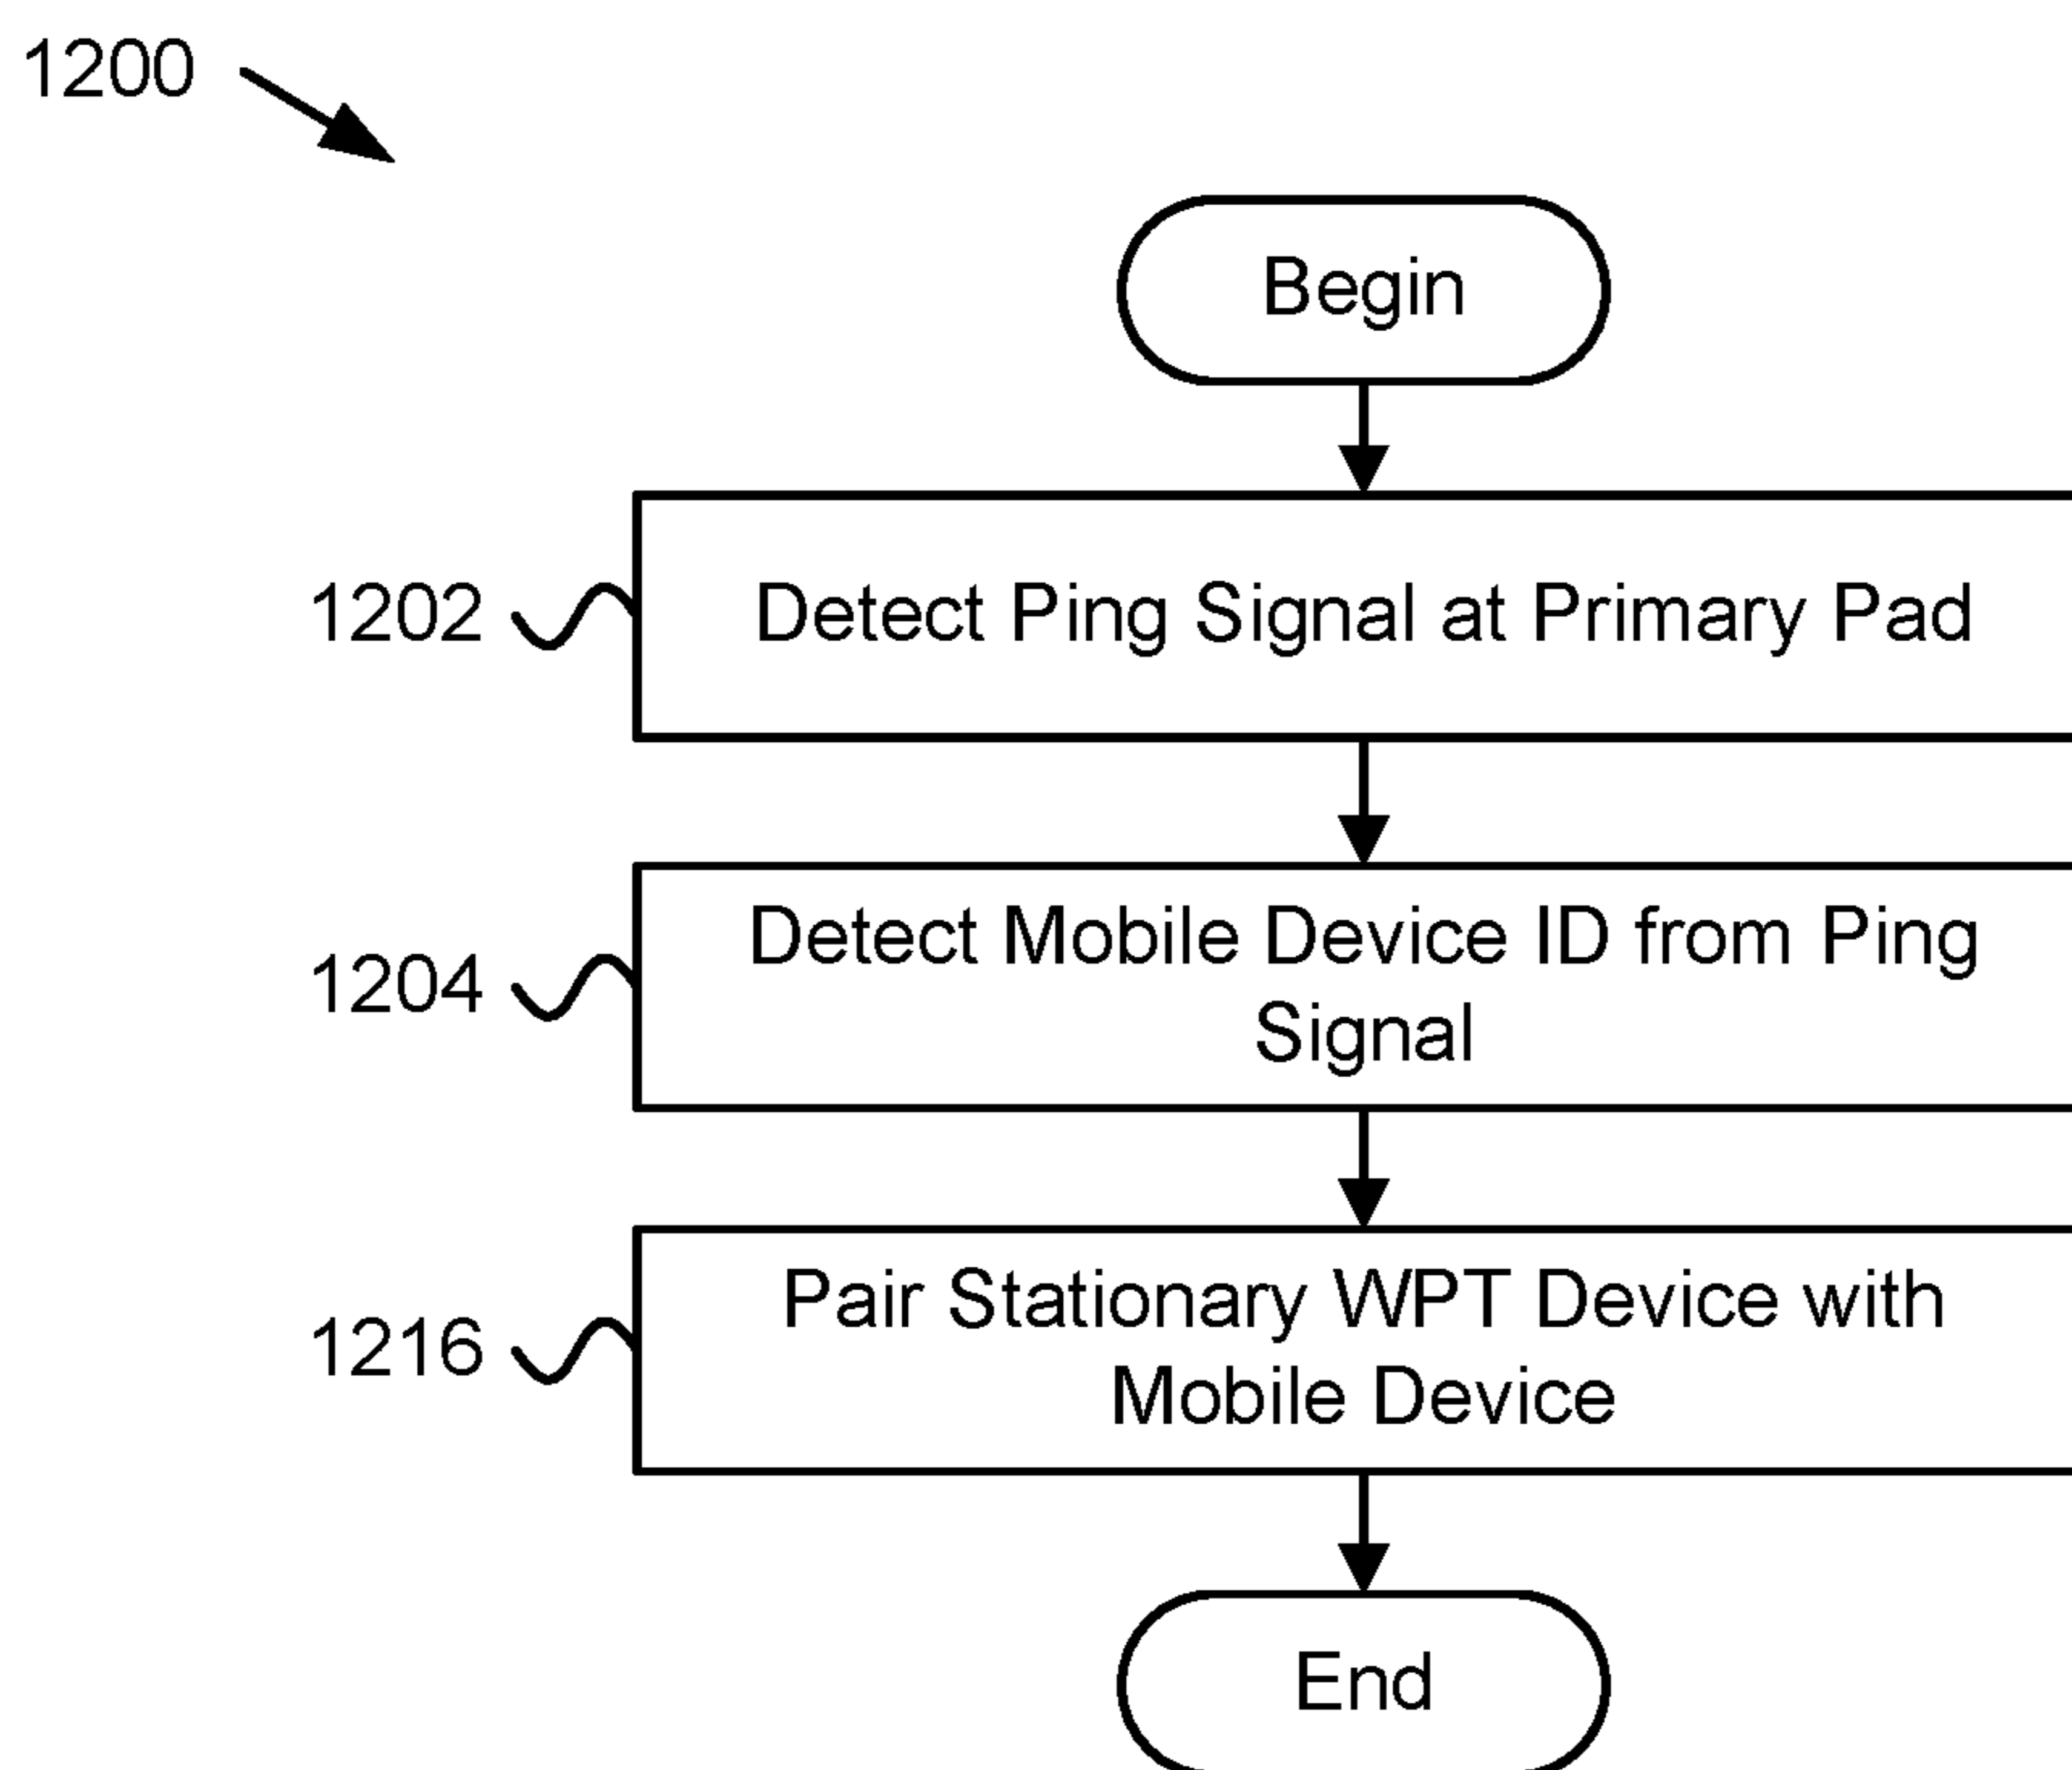 1200
Begin
1202
Detect Ping Signal at Primary Pad
1204
Detect Mobile Device ID from Ping
Signal
1216
Pair Stationary WPT Device with
Mobile Device
End